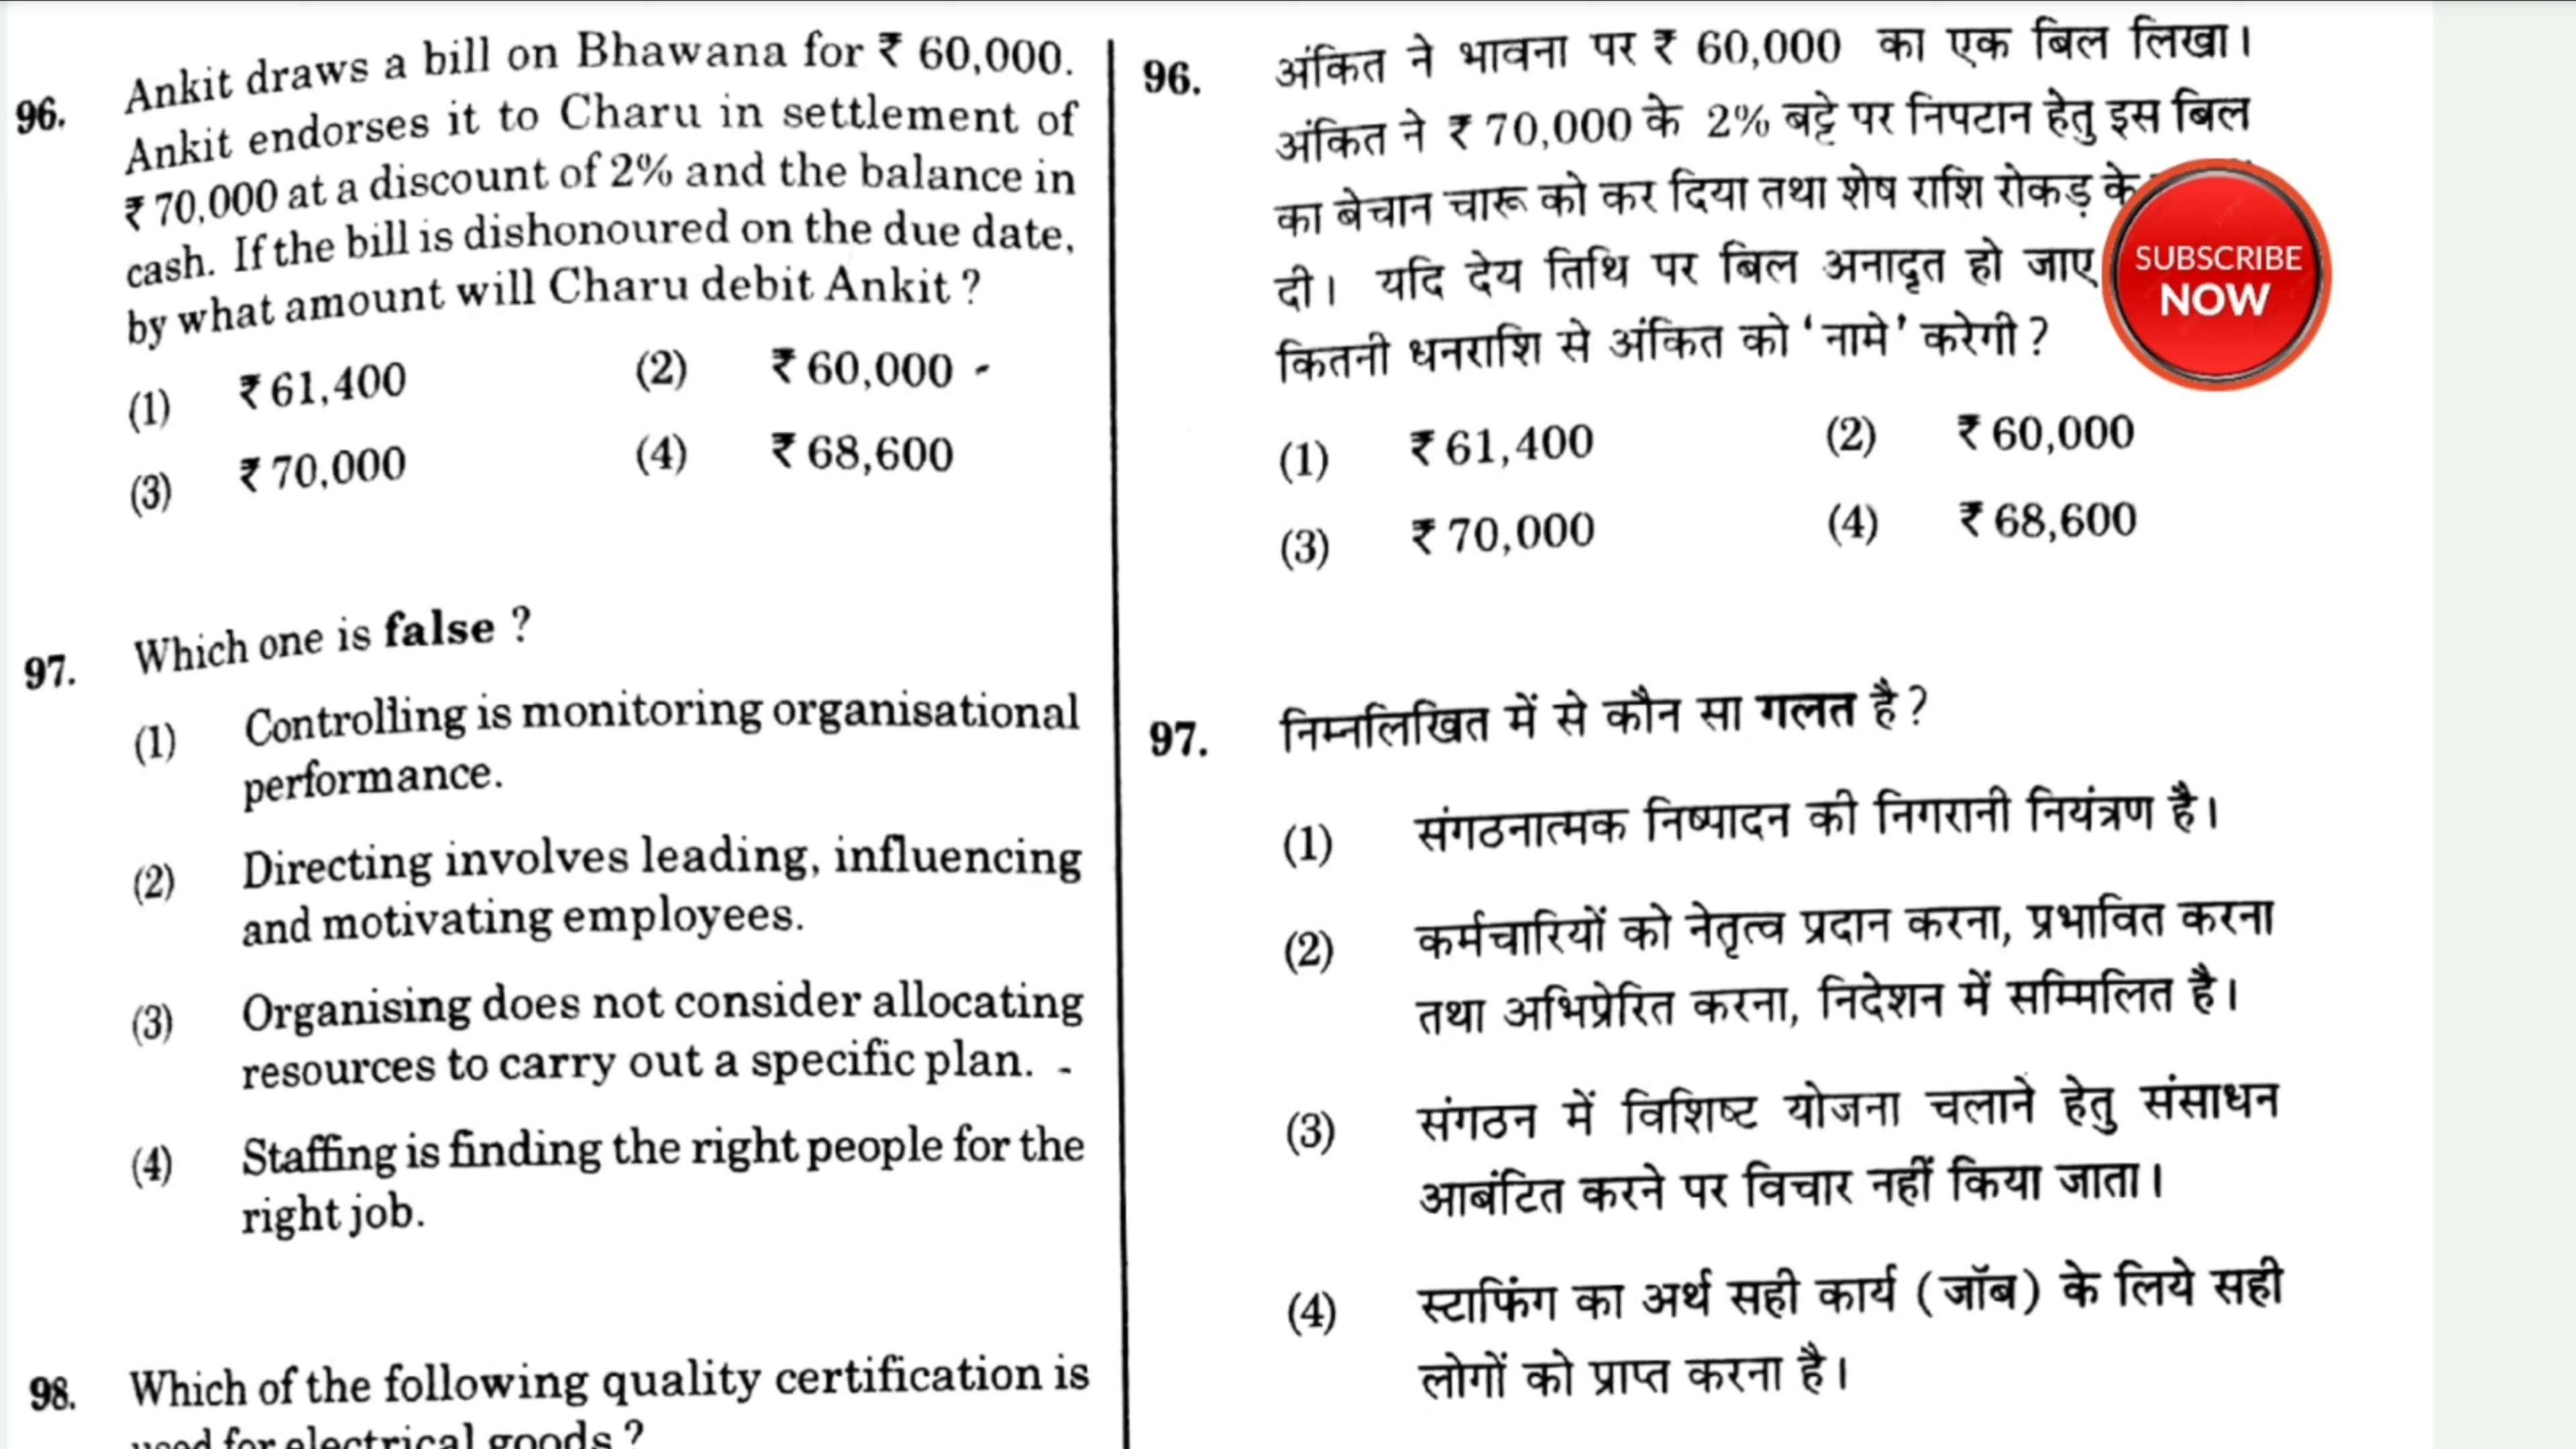 96. Ankit draws a bill on Bhawana for ₹ 60,000.
Ankit endorses it to Charu in settlement of
₹ 70,000 at a discount of 2% and the balance in
cash. If the bill is dishonoured on the due date,
by what amount will Charu debit Ankit ?
(1) ₹ 61,400 (2) ₹ 60,000 -
(3) ₹ 70,000 (4) ₹ 68,600
97. Which one is false ?
(1) Controlling is monitoring organisational
performance.
(2) Directing involves leading, influencing
and motivating employees.
(3) Organising does not consider allocating
resources to carry out a specific plan. -
(4) Staffing is finding the right people for the
right job.
98. Which of the following quality certification is
used for electrical goods ?
96. अंकित ने भावना पर ₹ 60,000 का एक बिल लिखा।
अंकित ने ₹ 70,000 के 2% बट्टे पर निपटान हेतु इस बिल
का बेचान चारू को कर दिया तथा शेष राशि रोकड़ के
दी। यदि देय तिथि पर बिल अनादृत हो जाए
कितनी धनराशि से अंकित को ‘नामे’ करेगी ?
(1) ₹ 61,400 (2) ₹ 60,000
(3) ₹ 70,000 (4) ₹ 68,600
97. निम्नलिखित में से कौन सा गलत है ?
(1) संगठनात्मक निष्पादन की निगरानी नियंत्रण है।
(2) कर्मचारियों को नेतृत्व प्रदान करना, प्रभावित करना
तथा अभिप्रेरित करना, निदेशन में सम्मिलित है।
(3) संगठन में विशिष्ट योजना चलाने हेतु संसाधन
आबंटित करने पर विचार नहीं किया जाता।
(4) स्टाफिंग का अर्थ सही कार्य (जॉब) के लिये सही
लोगों को प्राप्त करना है।
SUBSCRIBE
NOW